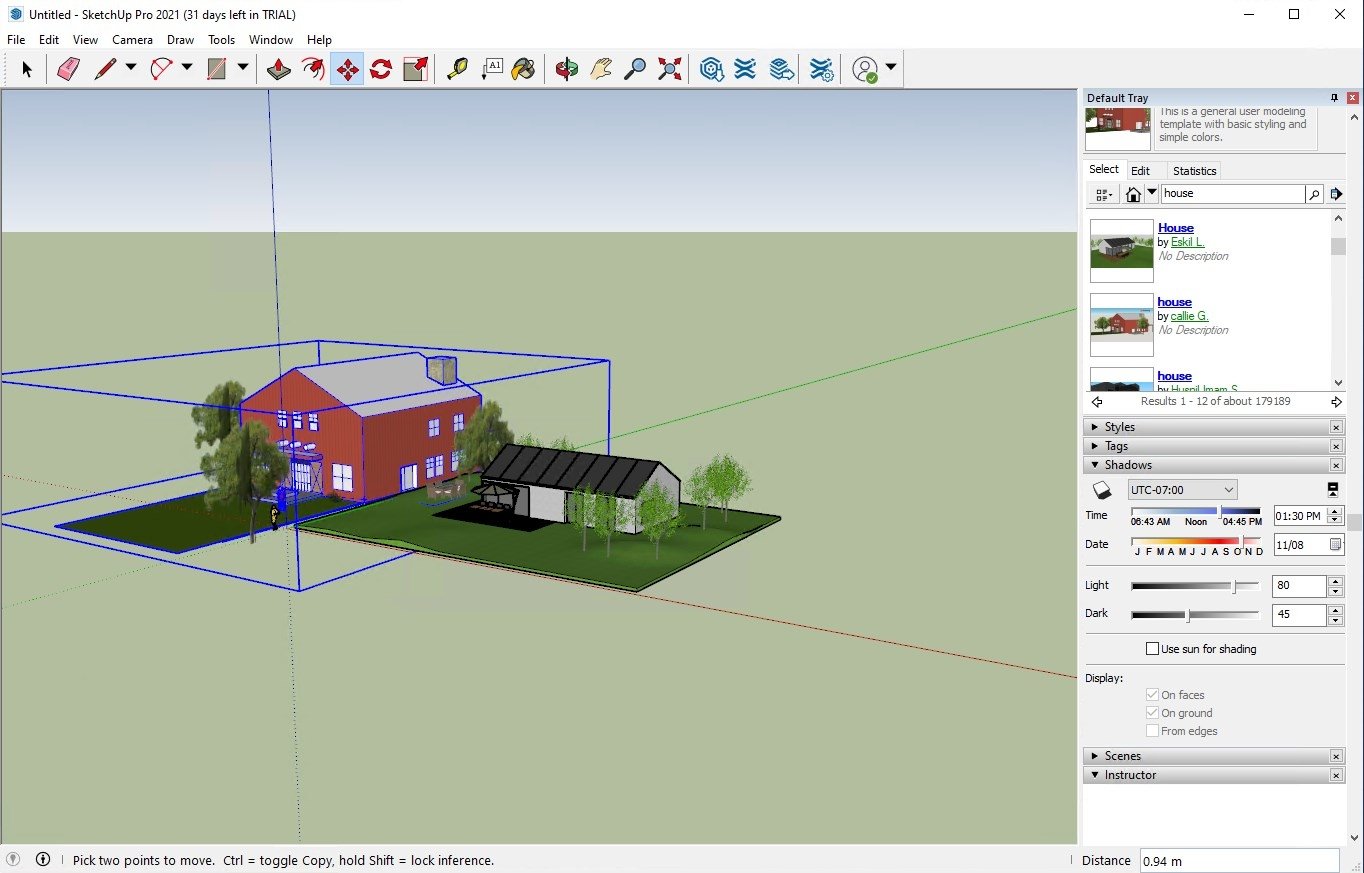 Untitled - SketchUp Pro 2021 (31 days left in TRIAL)
File Edit View Camera Draw Tools Window Help
A1
Default Tray
This is a general user modeling
template with basic styling and
simple colors.
Select Edit Statistics
house
House
by Eskil L.
No Description
house
by callie G.
No Description
house
by Husnil Imam S.
Results 1 - 12 of about 179189
Styles
Tags
Shadows
UTC-07:00
Time 01:30 PM
06:43 AM Noon 04:45 PM
Date 11/08
J F M A M J J A S O N D
Light 80
Dark 45
Use sun for shading
Display:
On faces
On ground
From edges
Scenes
Instructor
Pick two points to move. Ctrl = toggle Copy, hold Shift = lock inference.
Distance 0.94 m